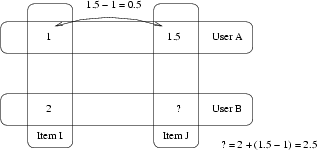 1.5 − 1 = 0.5
1 1.5 User A
2 ? User B
Item I Item J
? = 2 + (1.5 − 1) = 2.5